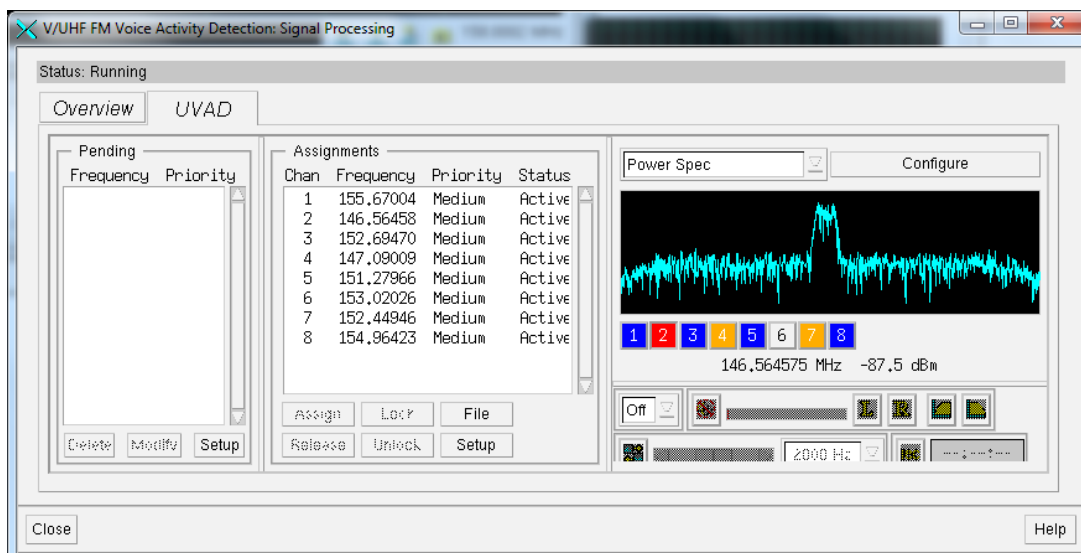 V/UHF FM Voice Activity Detection: Signal Processing
Status: Running
Overview UVAD
Pending
Frequency Priority
Delete Modify Setup
Assignments
Chan Frequency Priority Status
1 155.67004 Medium Active
2 146.56458 Medium Active
3 152.69470 Medium Active
4 147.09009 Medium Active
5 151.27966 Medium Active
6 153.02026 Medium Active
7 152.44946 Medium Active
8 154.96423 Medium Active
Assign Lock File
Release Unlock Setup
Power Spec Configure
1 2 3 4 5 6 7 8
146.564575 MHz -87.5 dBm
Off L R
2000 Hz --:--:--
Close Help